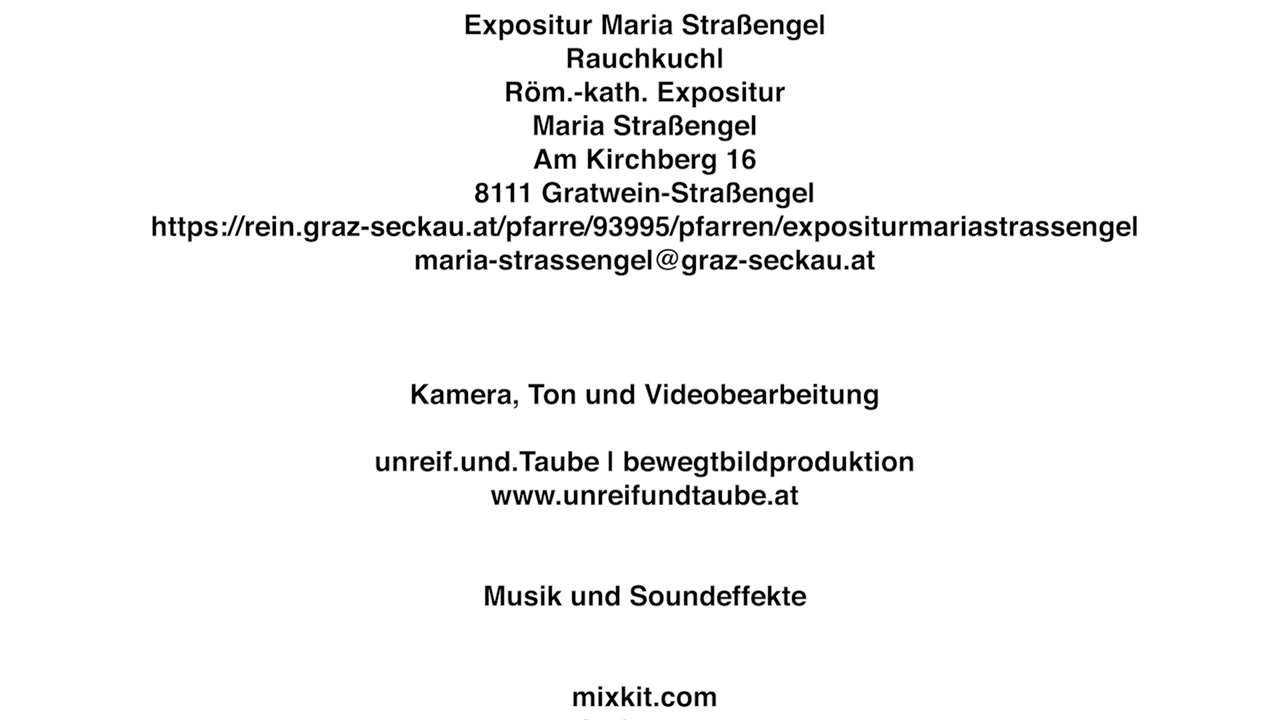 Expositur Maria Straßengel
Rauchkuchl
Röm.-kath. Expositur
Maria Straßengel
Am Kirchberg 16
8111 Gratwein-Straßengel
https://rein.graz-seckau.at/pfarre/93995/pfarren/expositurmariastrassengel
maria-strassengel@graz-seckau.at
Kamera, Ton und Videobearbeitung
unreif.und.Taube | bewegtbildproduktion
www.unreifundtaube.at
Musik und Soundeffekte
mixkit.com